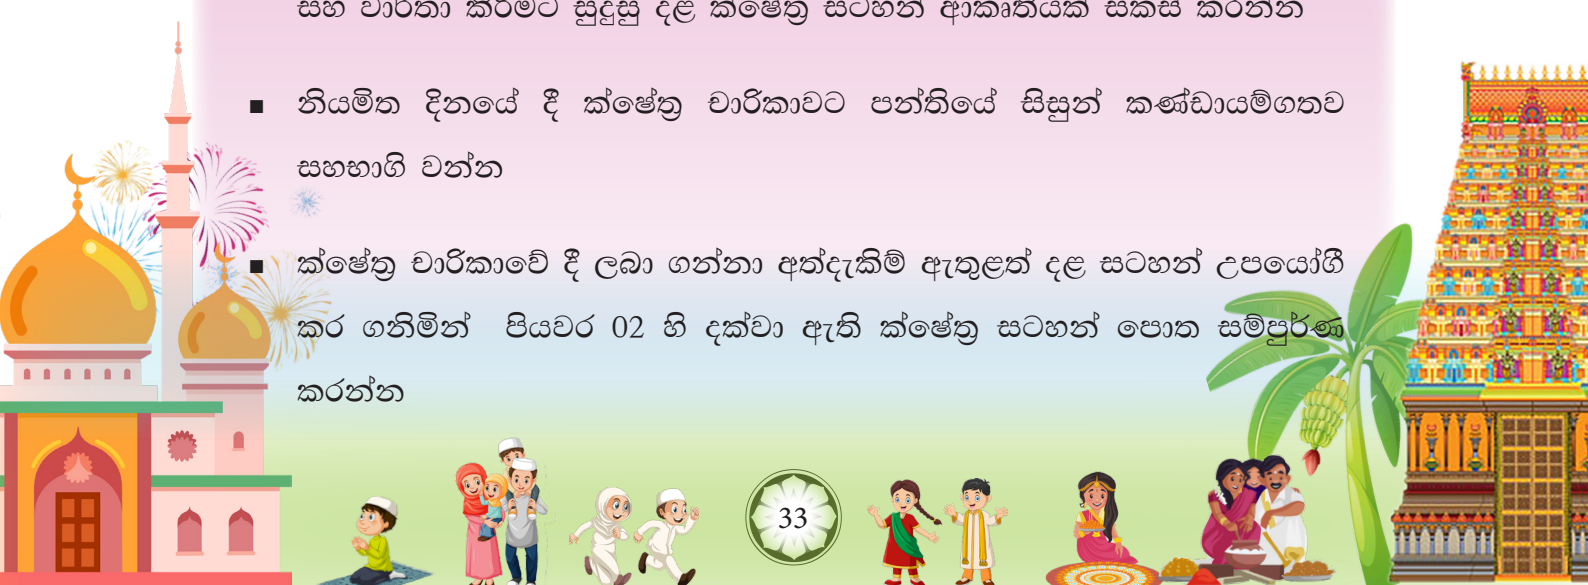 සහ වාර්තා කිරීමට සුදුසු දළ ක්ෂේත්‍ර සටහන් ආකෘතියක් සකස් කරන්න
■ නියමිත දිනයේ දී ක්ෂේත්‍ර චාරිකාවට පන්තියේ සිසුන් කණ්ඩායම්ගතව
සහභාගි වන්න
■ ක්ෂේත්‍ර චාරිකාවේ දී ලබා ගන්නා අත්දැකිම් ඇතුළත් දළ සටහන් උපයෝගී
කර ගනිමින් පියවර 02 හි දක්වා ඇති ක්ෂේත්‍ර සටහන් පොත සම්පුර්ණ
කරන්න
33